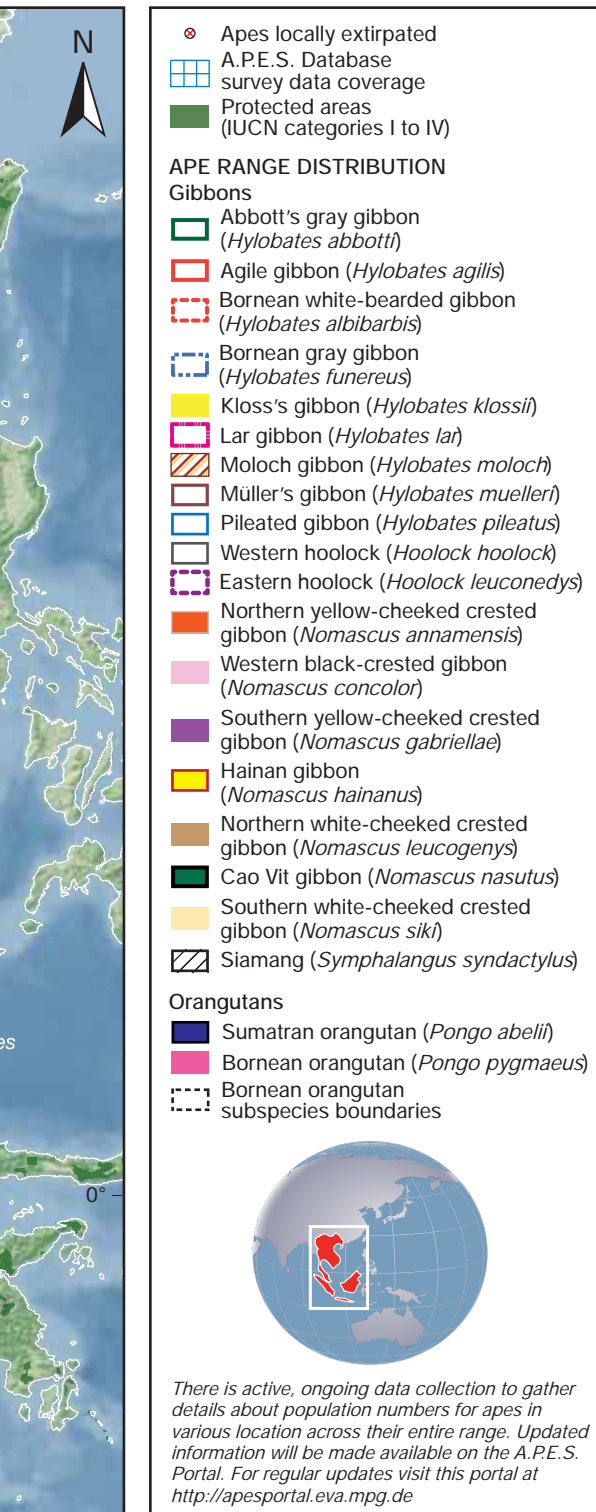 N
es
0°
Apes locally extirpated
A.P.E.S. Database
survey data coverage
Protected areas
(IUCN categories I to IV)
APE RANGE DISTRIBUTION
Gibbons
Abbott's gray gibbon
(Hylobates abbotti)
Agile gibbon (Hylobates agilis)
Bornean white-bearded gibbon
(Hylobates albibarbis)
Bornean gray gibbon
(Hylobates funereus)
Kloss's gibbon (Hylobates klossii)
Lar gibbon (Hylobates lar)
Moloch gibbon (Hylobates moloch)
Müller's gibbon (Hylobates muelleri)
Pileated gibbon (Hylobates pileatus)
Western hoolock (Hoolock hoolock)
Eastern hoolock (Hoolock leuconedys)
Northern yellow-cheeked crested
gibbon (Nomascus annamensis)
Western black-crested gibbon
(Nomascus concolor)
Southern yellow-cheeked crested
gibbon (Nomascus gabriellae)
Hainan gibbon
(Nomascus hainanus)
Northern white-cheeked crested
gibbon (Nomascus leucogenys)
Cao Vit gibbon (Nomascus nasutus)
Southern white-cheeked crested
gibbon (Nomascus siki)
Siamang (Symphalangus syndactylus)
Orangutans
Sumatran orangutan (Pongo abelii)
Bornean orangutan (Pongo pygmaeus)
Bornean orangutan
subspecies boundaries
There is active, ongoing data collection to gather
details about population numbers for apes in
various location across their entire range. Updated
information will be made available on the A.P.E.S.
Portal. For regular updates visit this portal at
http://apesportal.eva.mpg.de